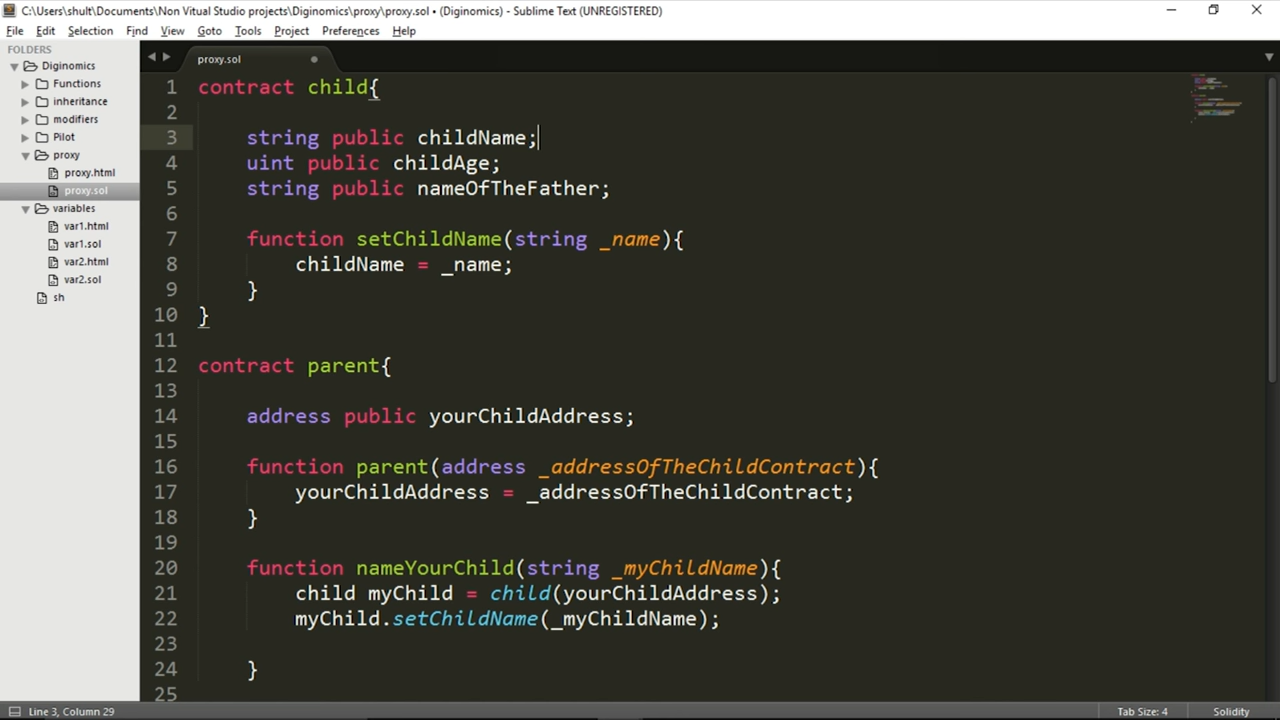 C:\Users\shult\Documents\Non Vitual Studio projects\Diginomics\proxy\proxy.sol • (Diginomics) - Sublime Text (UNREGISTERED)
File Edit Selection Find View Goto Tools Project Preferences Help
FOLDERS
Diginomics
Functions
inheritance
modifiers
Pilot
proxy
proxy.html
proxy.sol
variables
var1.html
var1.sol
var2.html
var2.sol
sh
proxy.sol
1 contract child{
2
3 string public childName;
4 uint public childAge;
5 string public nameOfTheFather;
6
7 function setChildName(string _name){
8 childName = _name;
9 }
10 }
11
12 contract parent{
13
14 address public yourChildAddress;
15
16 function parent(address _addressOfTheChildContract){
17 yourChildAddress = _addressOfTheChildContract;
18 }
19
20 function nameYourChild(string _myChildName){
21 child myChild = child(yourChildAddress);
22 myChild.setChildName(_myChildName);
23
24 }
25
Line 3, Column 29 Tab Size: 4 Solidity